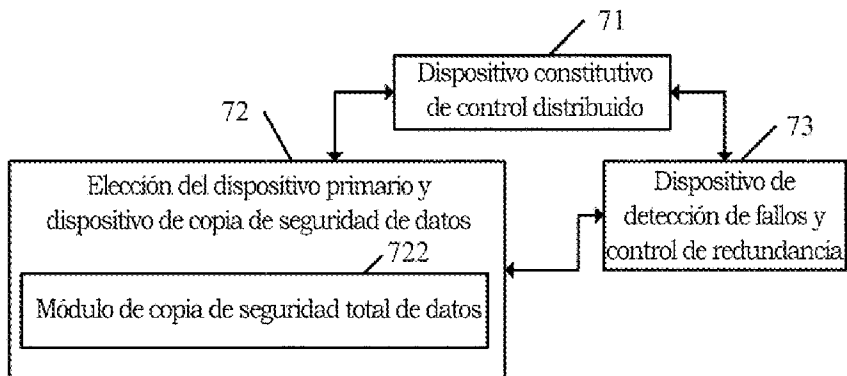 71
Dispositivo constitutivo
de control distribuido
72
Elección del dispositivo primario y
dispositivo de copia de seguridad de datos
722
Módulo de copia de seguridad total de datos
73
Dispositivo de
detección de fallos y
control de redundancia